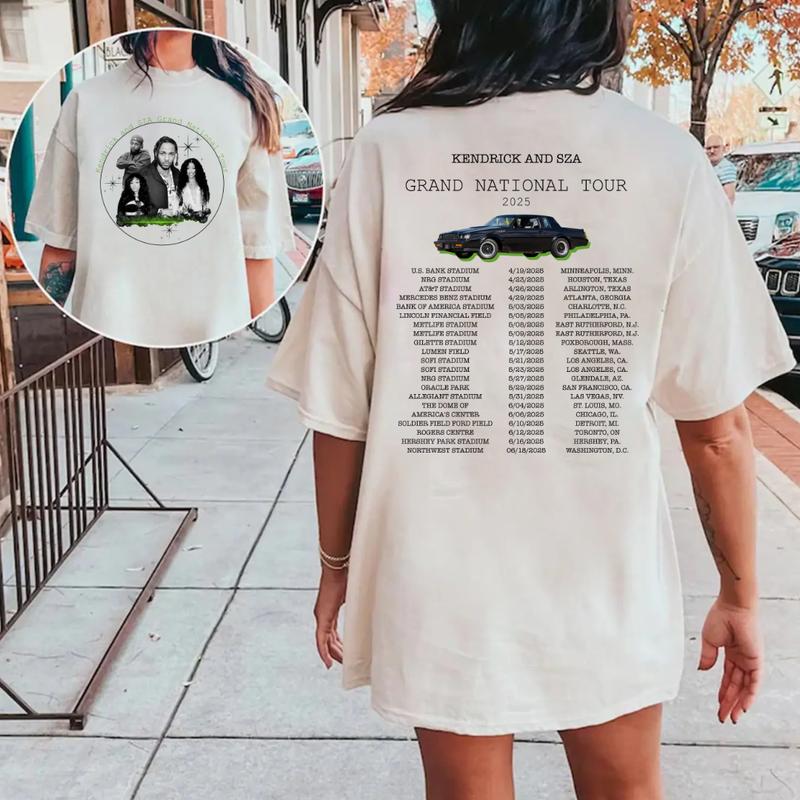 Kendrick and SZA Grand National Tour
KENDRICK AND SZA
GRAND NATIONAL TOUR
2025
U.S. BANK STADIUM 4/19/2025 MINNEAPOLIS, MINN.
NRG STADIUM 4/23/2025 HOUSTON, TEXAS
AT&T STADIUM 4/26/2025 ARLINGTON, TEXAS
MERCEDES BENZ STADIUM 4/29/2025 ATLANTA, GEORGIA
BANK OF AMERICA STADIUM 5/03/2025 CHARLOTTE, N.C.
LINCOLN FINANCIAL FIELD 5/05/2025 PHILADELPHIA, PA.
METLIFE STADIUM 5/08/2025 EAST RUTHERFORD, N.J.
METLIFE STADIUM 5/09/2025 EAST RUTHERFORD, N.J.
GILETTE STADIUM 5/12/2025 FOXBOROUGH, MASS.
LUMEN FIELD 5/17/2025 SEATTLE, WA.
SOFI STADIUM 5/21/2025 LOS ANGELES, CA.
SOFI STADIUM 5/23/2025 LOS ANGELES, CA.
NRG STADIUM 5/27/2025 GLENDALE, AZ.
ORACLE PARK 5/29/2025 SAN FRANCISCO, CA.
ALLEGIANT STADIUM 5/31/2025 LAS VEGAS, NV.
THE DOME OF 6/04/2025 ST. LOUIS, MO.
AMERICA'S CENTER 6/06/2025 CHICAGO, IL.
SOLDIER FIELD FORD FIELD 6/10/2025 DETROIT, MI.
ROGERS CENTRE 6/12/2025 TORONTO, ON
HERSHEY PARK STADIUM 6/16/2025 HERSHEY, PA.
NORTHWEST STADIUM 06/18/2025 WASHINGTON, D.C.